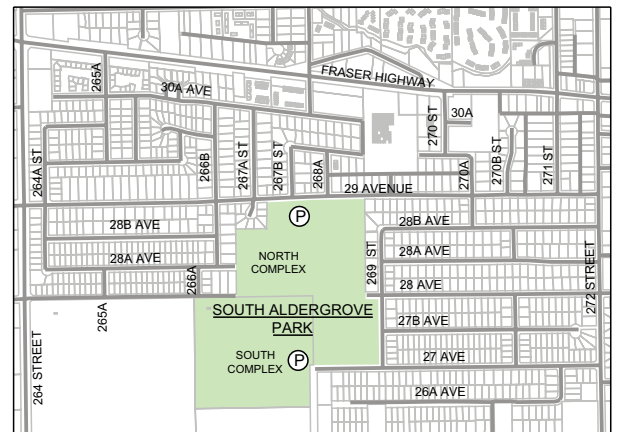 FRASER HIGHWAY
265A
30A AVE
270 ST
30A
264A ST
266B
267A ST
267B ST
268A
270A
270B ST
271 ST
29 AVENUE
P
28B AVE
28B AVE
28A AVE
28A AVE
NORTH
COMPLEX
269 ST
266A
28 AVE
272 STREET
265A
SOUTH ALDERGROVE
PARK
27B AVE
264 STREET
SOUTH
COMPLEX
P
27 AVE
26A AVE